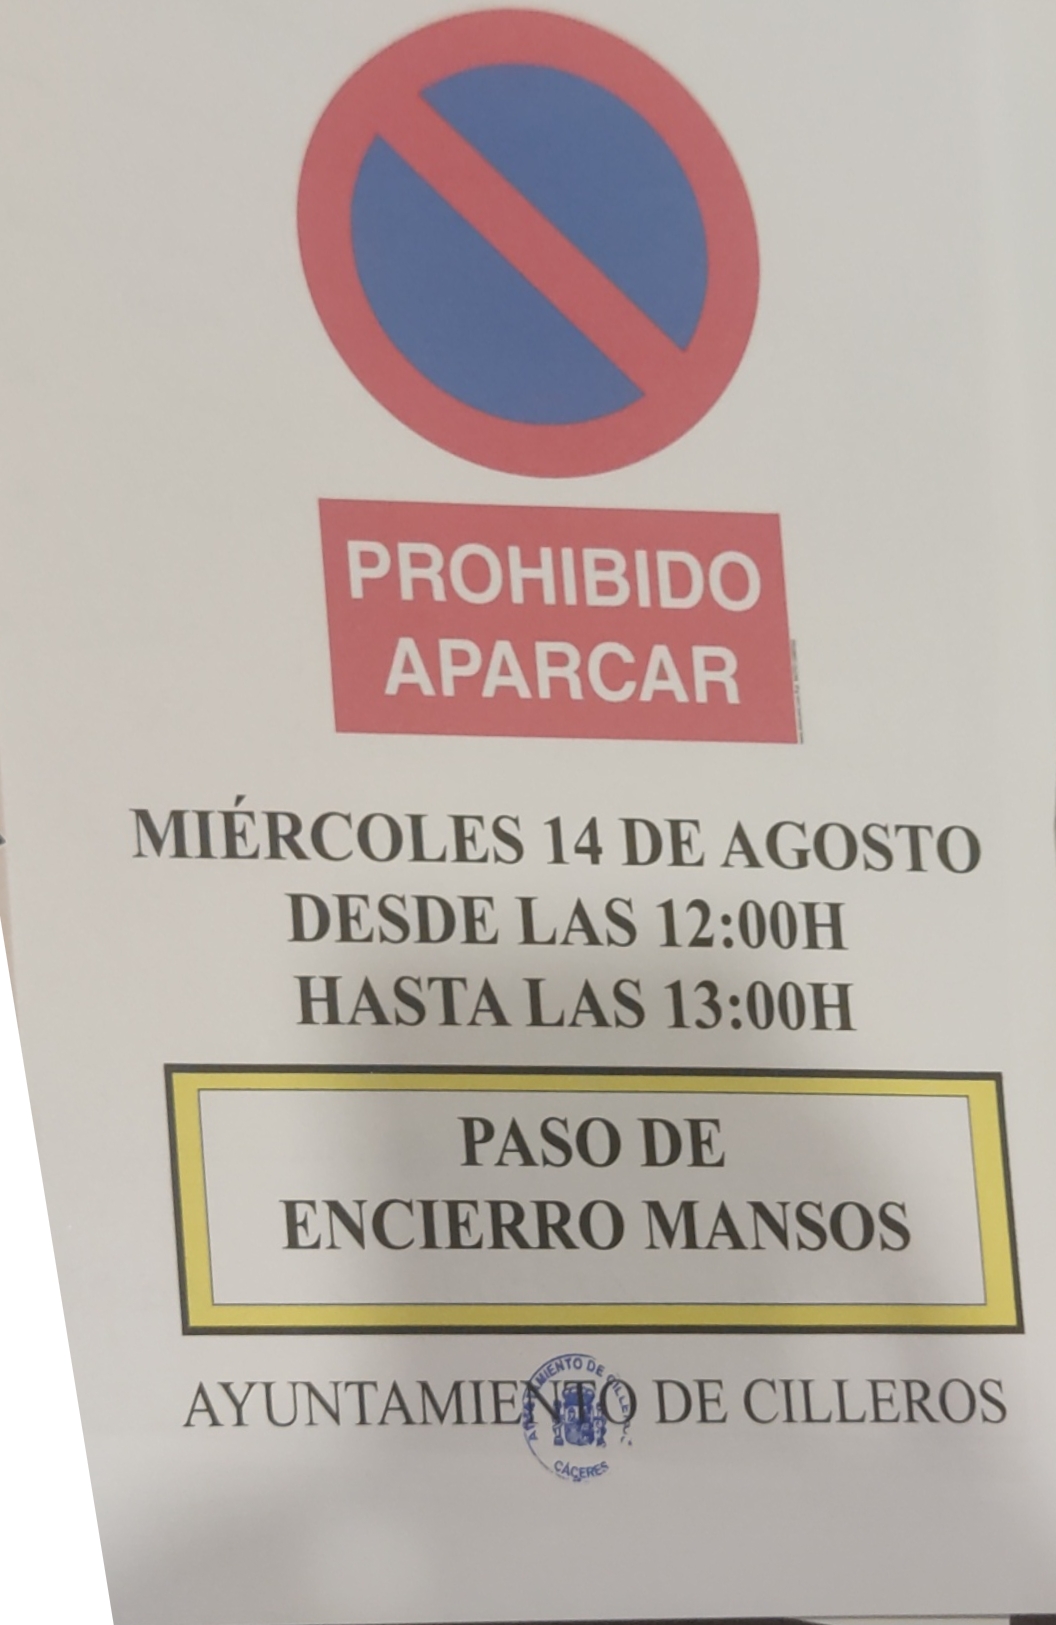 PROHIBIDO
APARCAR
MIÉRCOLES 14 DE AGOSTO
DESDE LAS 12:00H
HASTA LAS 13:00H
PASO DE
ENCIERRO MANSOS
AYUNTAMIENTO DE CILLEROS
CÁCERES